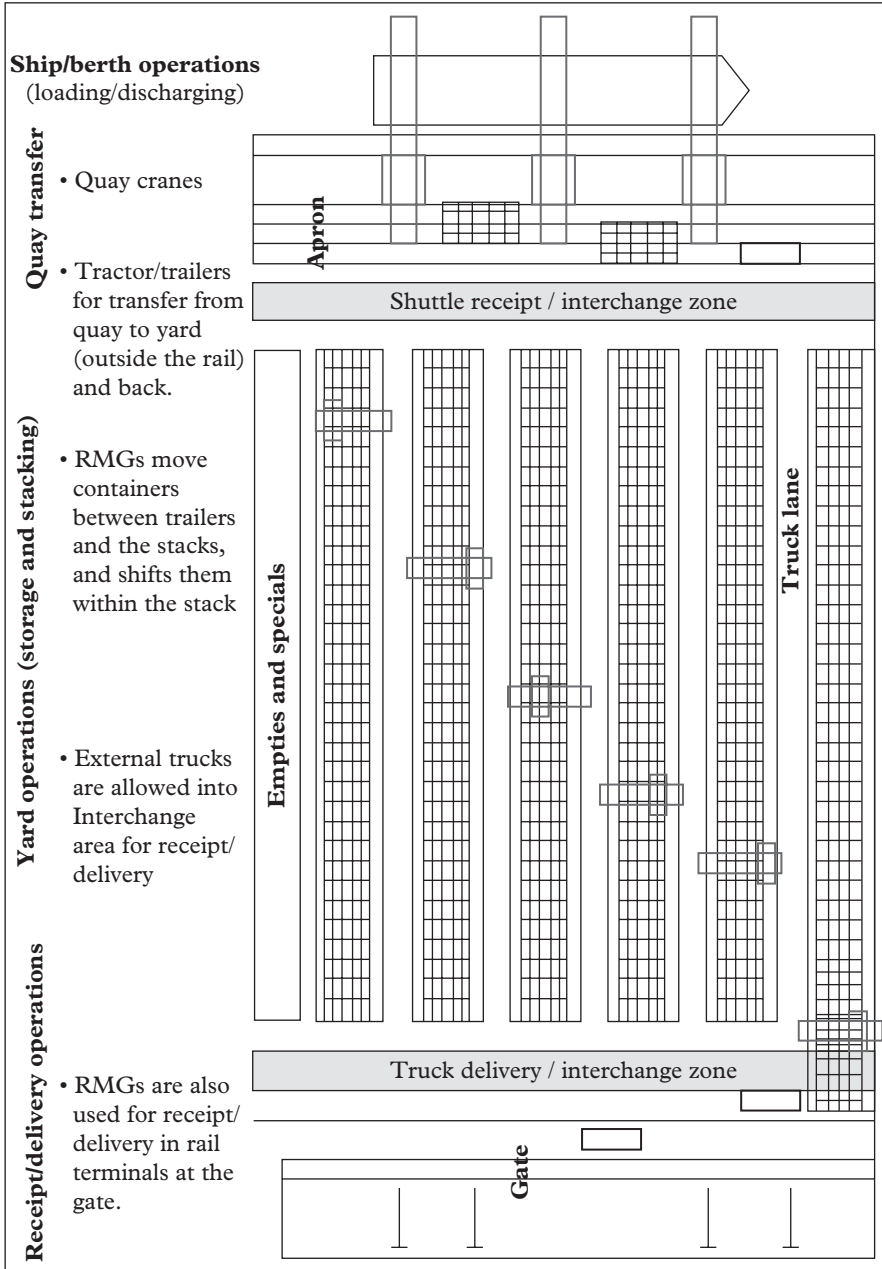 Ship/berth operations
(loading/discharging)
Quay transfer
• Quay cranes
Apron
• Tractor/trailers
for transfer from
quay to yard
(outside the rail)
and back.
Shuttle receipt / interchange zone
Yard operations (storage and stacking)
• RMGs move
containers
between trailers
and the stacks,
and shifts them
within the stack
Empties and specials
Truck lane
• External trucks
are allowed into
Interchange
area for receipt/
delivery
Receipt/delivery operations
Truck delivery / interchange zone
• RMGs are also
used for receipt/
delivery in rail
terminals at the
gate.
Gate